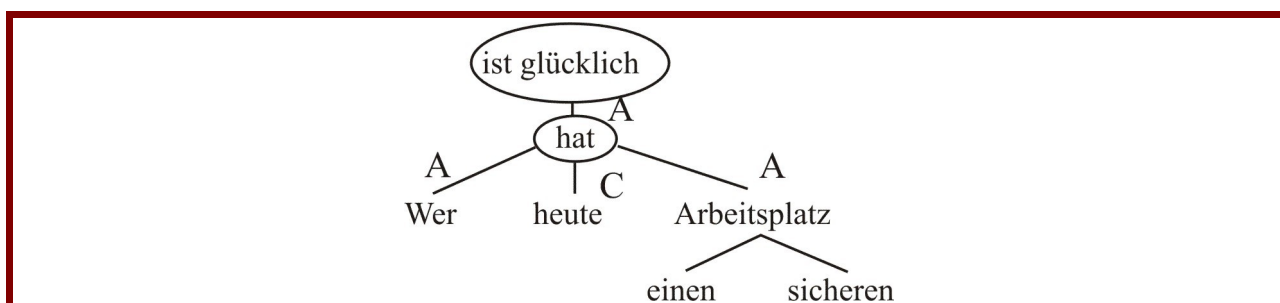 ist glücklich
A
hat
A
A
C
Wer heute Arbeitsplatz
einen sicheren